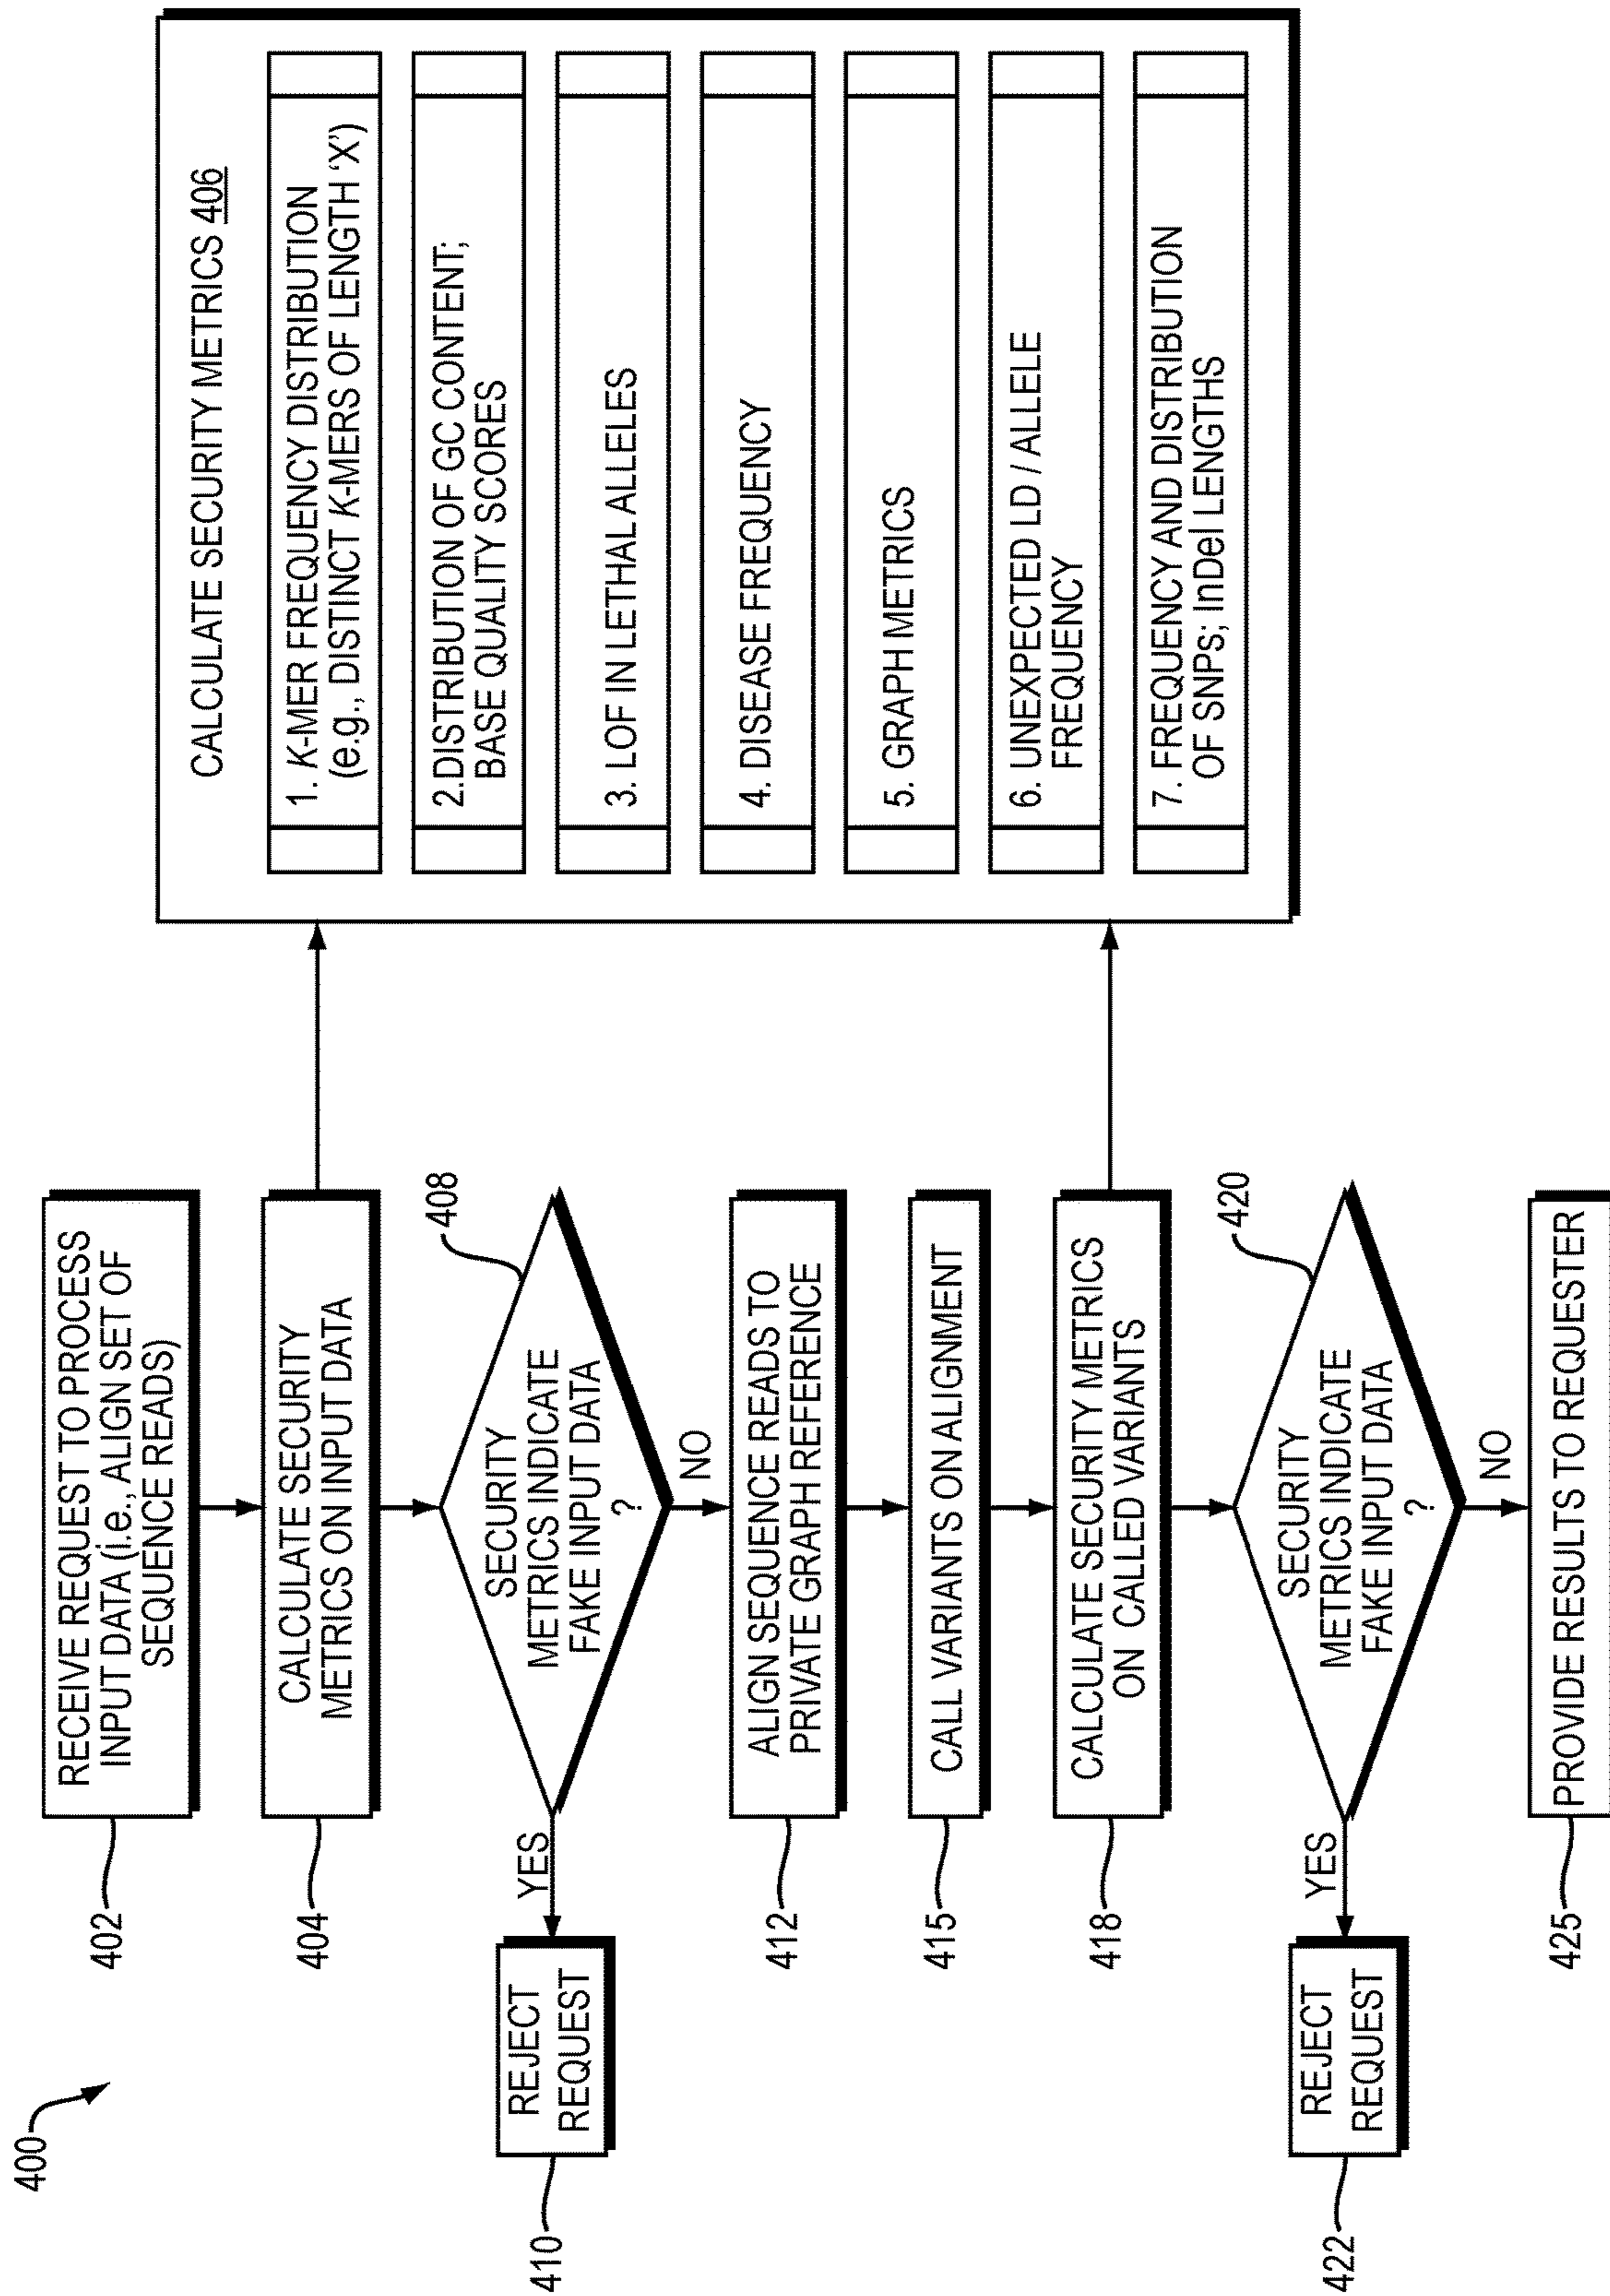 400
402
RECEIVE REQUEST TO PROCESS
INPUT DATA (i.e., ALIGN SET OF
SEQUENCE READS)
404
CALCULATE SECURITY
METRICS ON INPUT DATA
408
SECURITY
METRICS INDICATE
FAKE INPUT DATA
?
YES
REJECT
REQUEST
410
NO
412
ALIGN SEQUENCE READS TO
PRIVATE GRAPH REFERENCE
415
CALL VARIANTS ON ALIGNMENT
418
CALCULATE SECURITY METRICS
ON CALLED VARIANTS
420
SECURITY
METRICS INDICATE
FAKE INPUT DATA
?
YES
REJECT
REQUEST
422
NO
425
PROVIDE RESULTS TO REQUESTER
CALCULATE SECURITY METRICS 406
1. K-MER FREQUENCY DISTRIBUTION
(e.g., DISTINCT K-MERS OF LENGTH ‘X’)
2.DISTRIBUTION OF GC CONTENT;
BASE QUALITY SCORES
3. LOF IN LETHAL ALLELES
4. DISEASE FREQUENCY
5. GRAPH METRICS
6. UNEXPECTED LD / ALLELE
FREQUENCY
7. FREQUENCY AND DISTRIBUTION
OF SNPs; InDel LENGTHS